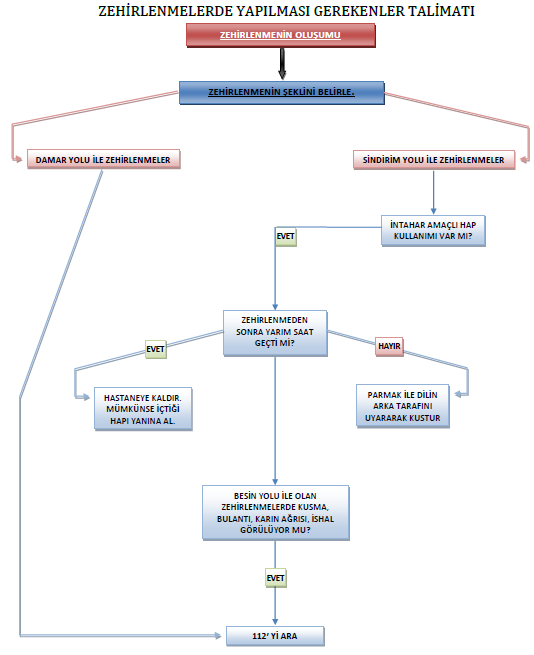 ZEHİRLENMELERDE YAPILMASI GEREKENLER TALİMATI
ZEHİRLENMENİN OLUŞUMU
ZEHİRLENMENİN ŞEKLİNİ BELİRLE.
DAMAR YOLU İLE ZEHİRLENMELER
SİNDİRİM YOLU İLE ZEHİRLENMELER
İNTAHAR AMAÇLI HAP
KULLANIMI VAR MI?
EVET
ZEHİRLENMEDEN
SONRA YARIM SAAT
GEÇTİ Mİ?
EVET
HAYIR
HASTANEYE KALDIR.
MÜMKÜNSE İÇTİĞİ
HAPI YANINA AL.
PARMAK İLE DİLİN
ARKA TARAFINI
UYARARAK KUSTUR
BESİN YOLU İLE OLAN
ZEHİRLENMELERDE KUSMA,
BULANTI, KARIN AĞRISI, İSHAL
GÖRÜLÜYOR MU?
EVET
112' Yİ ARA